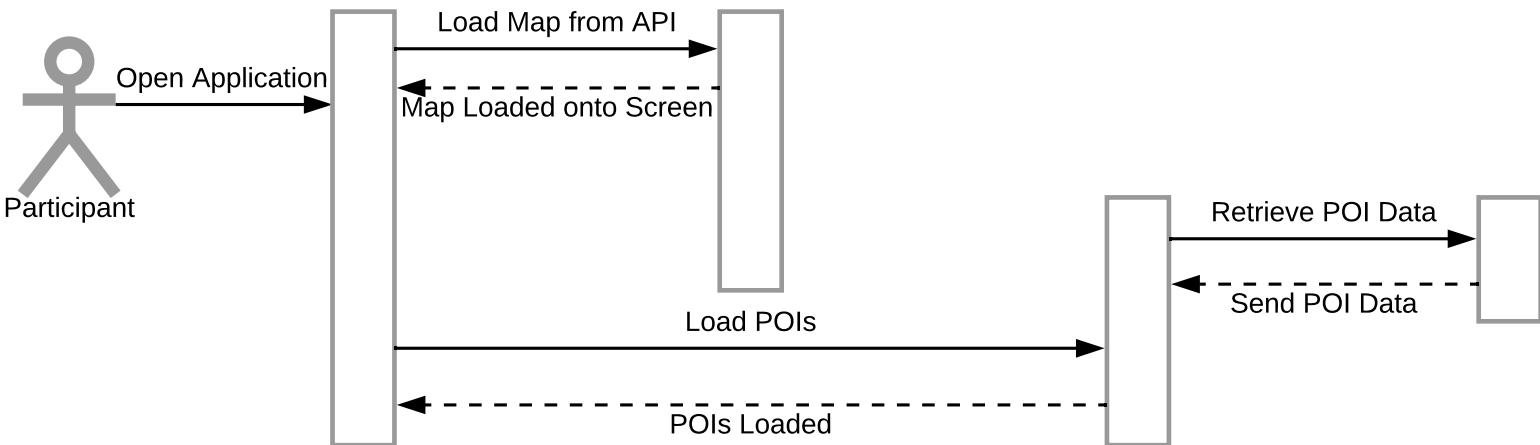 Load Map from API
Open Application
Map Loaded onto Screen
Participant
Retrieve POI Data
Send POI Data
Load POIs
POIs Loaded